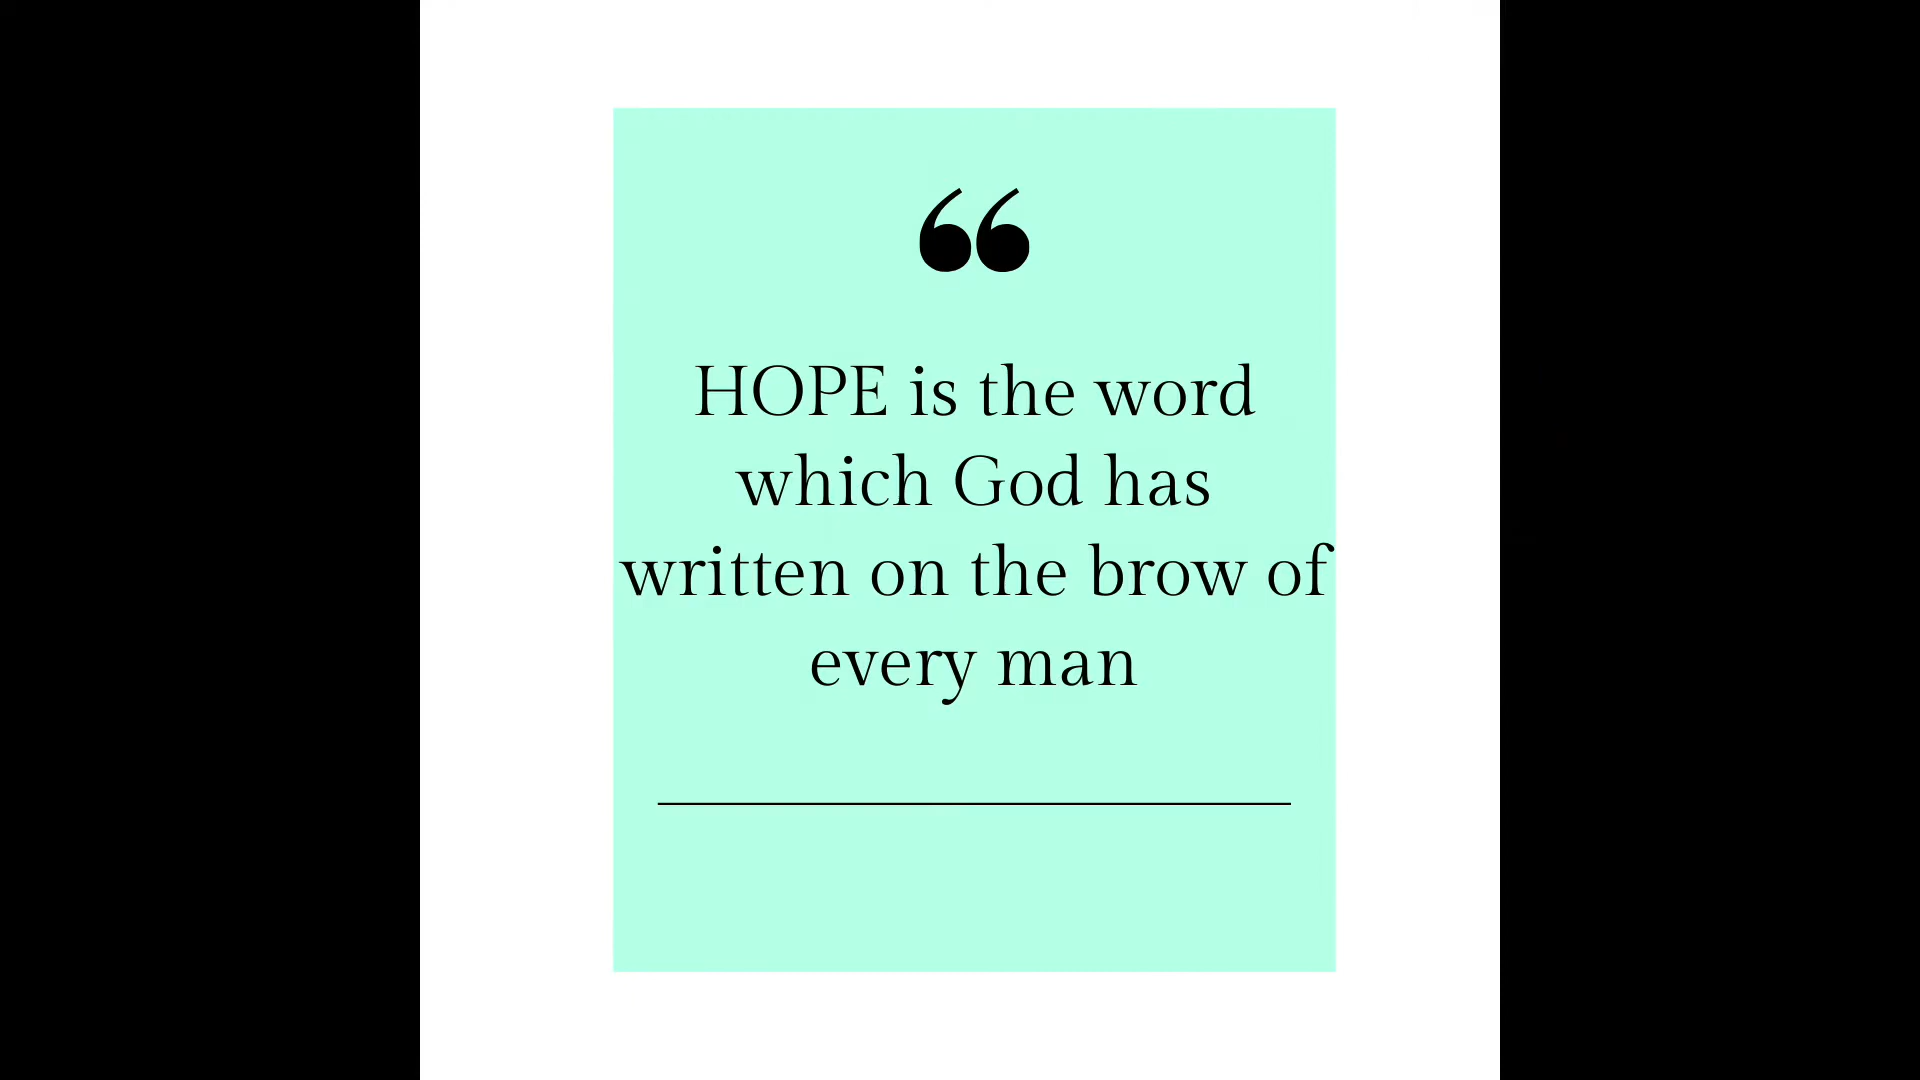 “
HOPE is the word
which God has
written on the brow of
every man